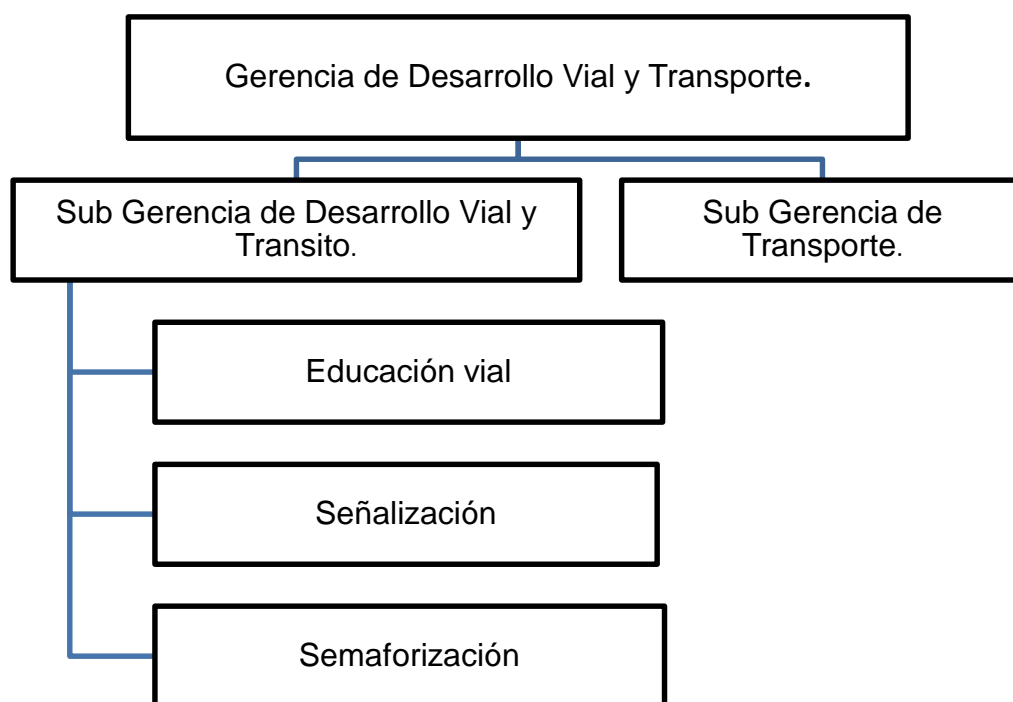 Gerencia de Desarrollo Vial y Transporte.
Sub Gerencia de Desarrollo Vial y
Transito.
Sub Gerencia de
Transporte.
Educación vial
Señalización
Semaforización